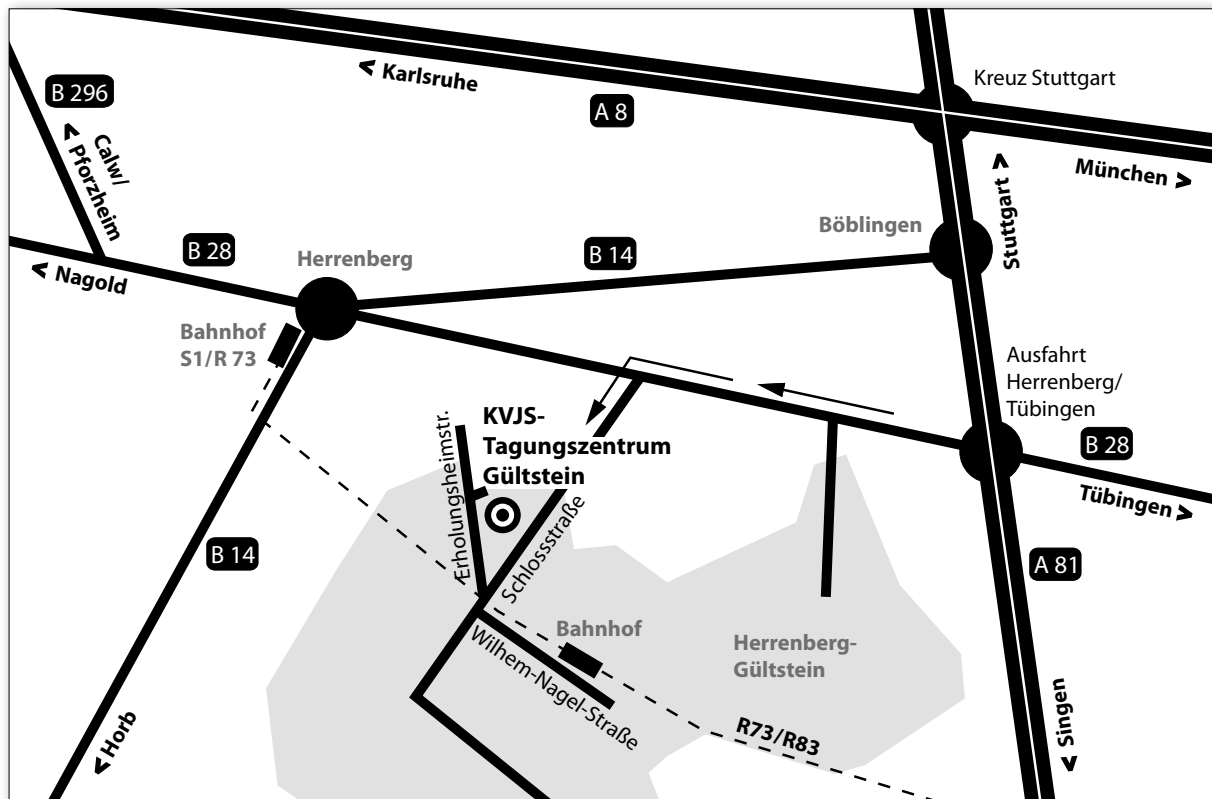 Kreuz Stuttgart
< Karlsruhe
B 296
A 8
< Calw/
Pforzheim
München >
Stuttgart >
Böblingen
B 28
Herrenberg
B 14
< Nagold
Bahnhof
S1/R 73
Ausfahrt
Herrenberg/
Tübingen
KVJS-
Tagungszentrum
Gültstein
Erholungsheimstr.
Schlossstraße
B 28
Tübingen >
B 14
A 81
Bahnhof
Wilhem-Nagel-Straße
Herrenberg-
Gültstein
R73/R83
< Horb
< Singen